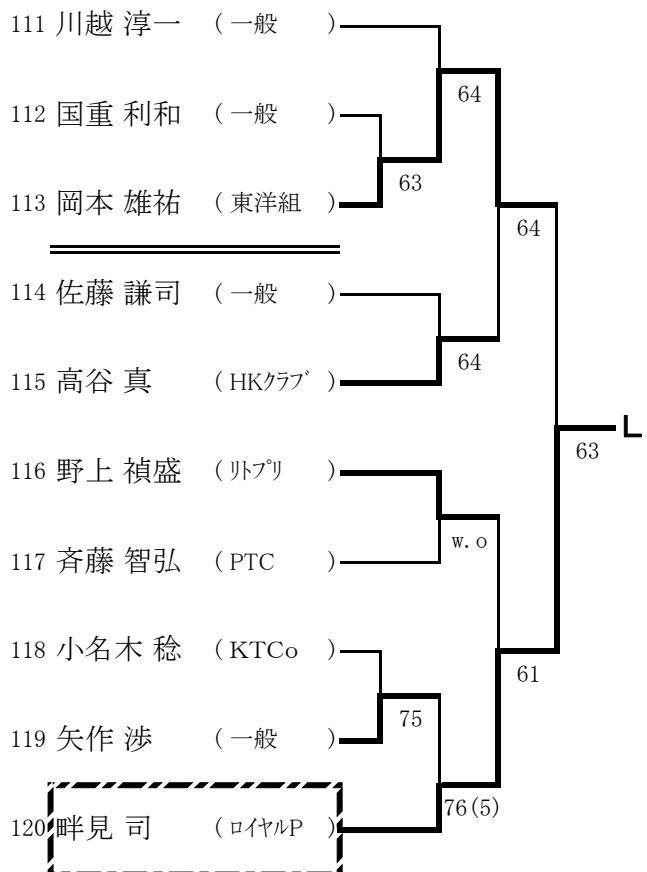 111 川越 淳一 (一般)
64
112 国重 利和 (一般)
63
113 岡本 雄祐 (東洋組)
64
114 佐藤 謙司 (一般)
64
115 高谷 真 (HKクラブ)
L
63
116 野上 禎盛 (リトプリ)
w.o
117 斉藤 智弘 (PTC)
118 小名木 稔 (KTCo)
61
75
119 矢作 渉 (一般)
76(5)
120 畔見 司 (ロイヤルP)